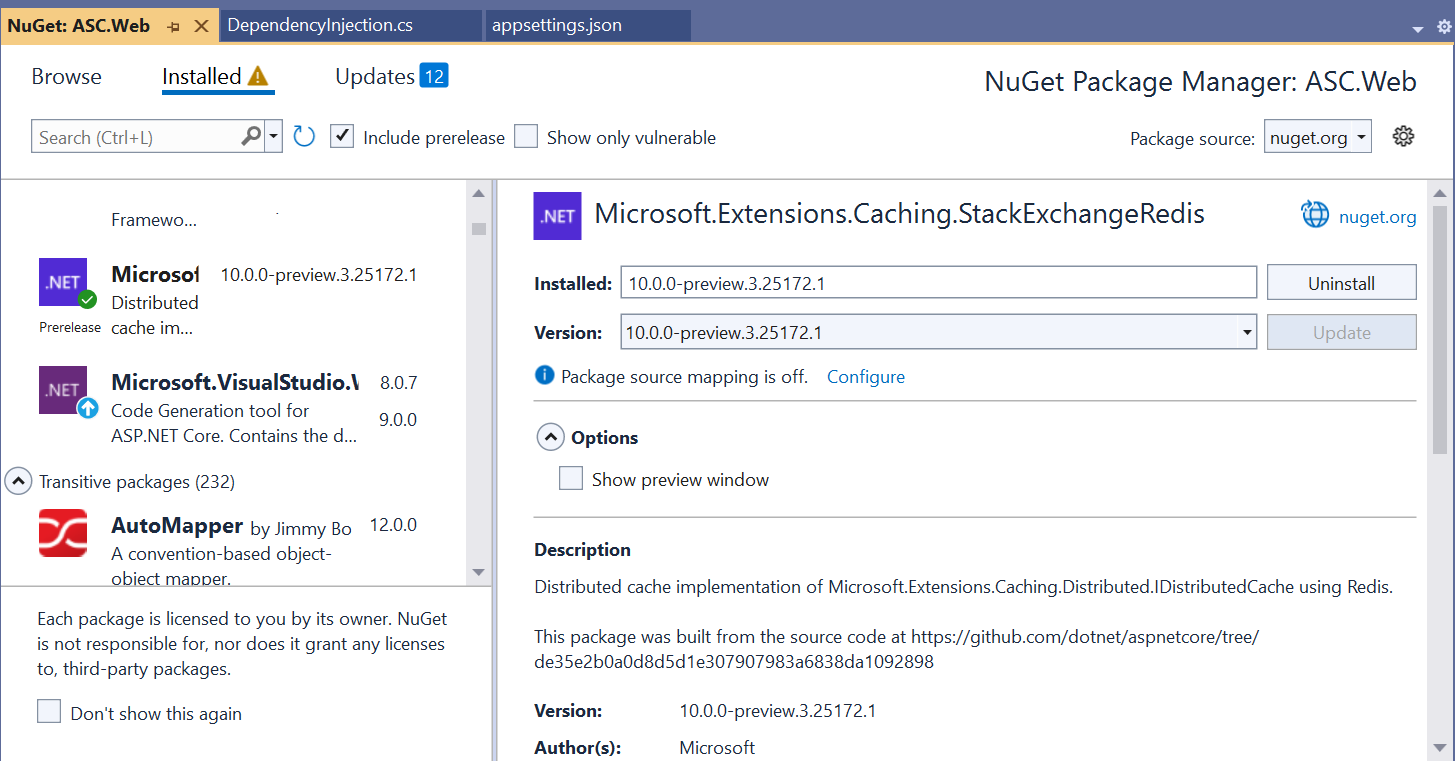 NuGet: ASC.Web
DependencyInjection.cs
appsettings.json
Browse
Installed
Updates 12
NuGet Package Manager: ASC.Web
Search (Ctrl+L)
Include prerelease
Show only vulnerable
Package source: nuget.org
Framewo...
.NET
Microsof
10.0.0-preview.3.25172.1
Distributed
cache im...
Prerelease
.NET
Microsoft.VisualStudio.W
8.0.7
Code Generation tool for
ASP.NET Core. Contains the d...
9.0.0
Transitive packages (232)
AutoMapper by Jimmy Bo
12.0.0
A convention-based object-
object mapper.
Each package is licensed to you by its owner. NuGet
is not responsible for, nor does it grant any licenses
to, third-party packages.
Don't show this again
.NET
Microsoft.Extensions.Caching.StackExchangeRedis
nuget.org
Installed: 10.0.0-preview.3.25172.1
Uninstall
Version: 10.0.0-preview.3.25172.1
Update
Package source mapping is off. Configure
Options
Show preview window
Description
Distributed cache implementation of Microsoft.Extensions.Caching.Distributed.IDistributedCache using Redis.
This package was built from the source code at https://github.com/dotnet/aspnetcore/tree/
de35e2b0a0d8d5d1e307907983a6838da1092898
Version: 10.0.0-preview.3.25172.1
Author(s): Microsoft